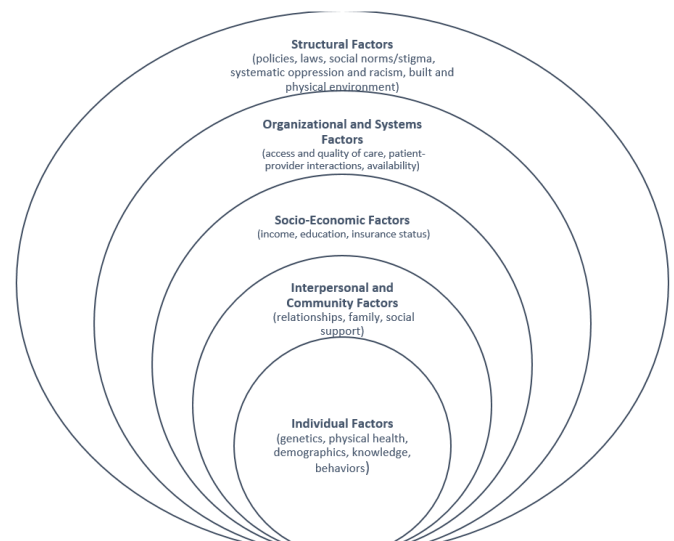 Structural Factors
(policies, laws, social norms/stigma,
systematic oppression and racism, built and
physical environment)
Organizational and Systems
Factors
(access and quality of care, patient-
provider interactions, availability)
Socio-Economic Factors
(income, education, insurance status)
Interpersonal and
Community Factors
(relationships, family, social
support)
Individual Factors
(genetics, physical health,
demographics, knowledge,
behaviors)